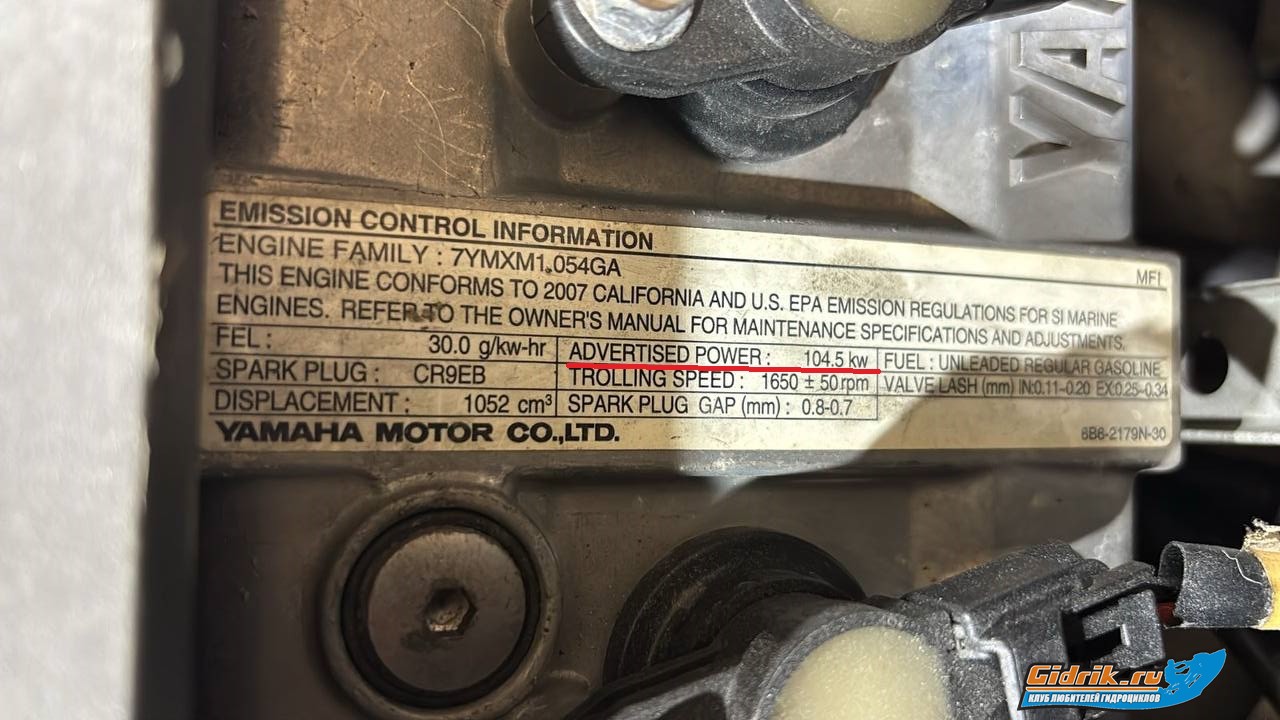 YA
EMISSION CONTROL INFORMATION
ENGINE FAMILY : 7YMXM1.054GA
MFI
THIS ENGINE CONFORMS TO 2007 CALIFORNIA AND U.S. EPA EMISSION REGULATIONS FOR SI MARINE
ENGINES. REFER TO THE OWNER'S MANUAL FOR MAINTENANCE SPECIFICATIONS AND ADJUSTMENTS.
FEL : 30.0 g/kw-hr ADVERTISED POWER : 104.5 kw FUEL : UNLEADED REGULAR GASOLINE
SPARK PLUG : CR9EB TROLLING SPEED : 1650 ± 50 rpm VALVE LASH (mm) IN:0.11-0.20 EX:0.25-0.34
DISPLACEMENT : 1052 cm³ SPARK PLUG GAP (mm) : 0.8-0.7
YAMAHA MOTOR CO.,LTD. 6B6-2179N-30
Gidrik.ru
КЛУБ ЛЮБИТЕЛЕЙ ГИДРОЦИКЛОВ